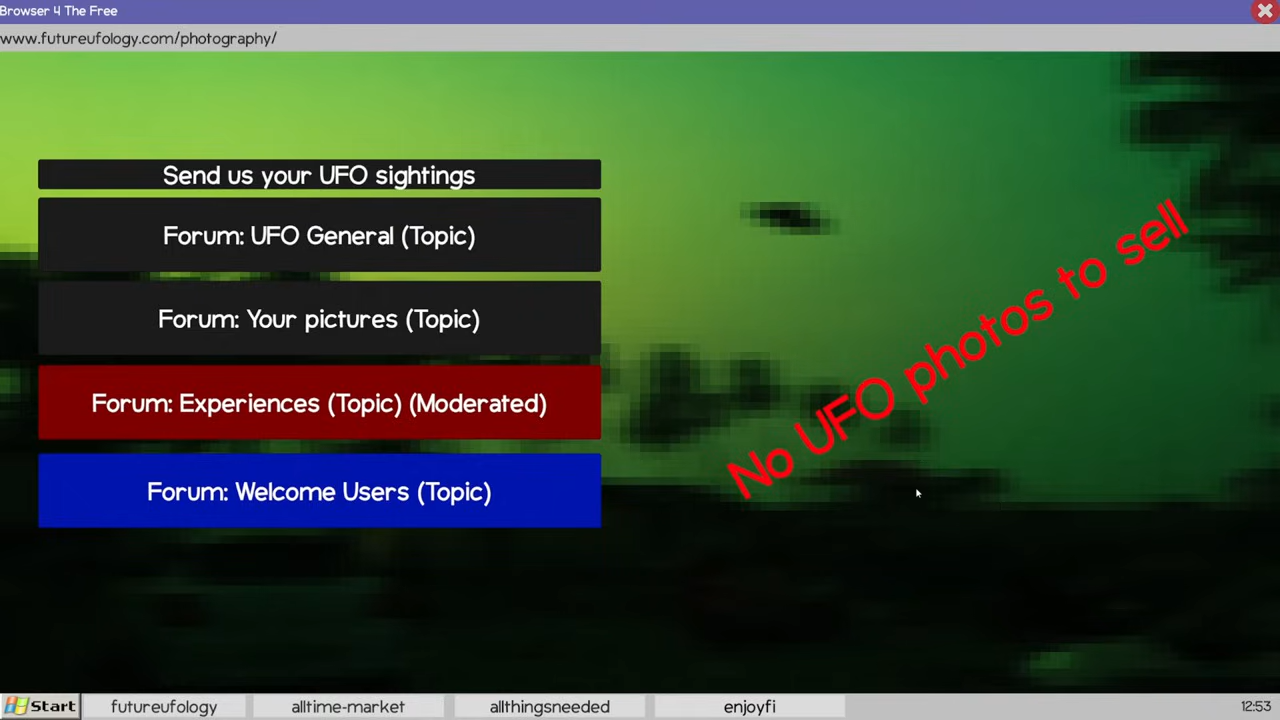 Browser 4 The Free
www.futureufology.com/photography/
Send us your UFO sightings
Forum: UFO General (Topic)
Forum: Your pictures (Topic)
Forum: Experiences (Topic) (Moderated)
Forum: Welcome Users (Topic)
No UFO photos to sell
Start
futureufology
alltime-market
allthingsneeded
enjoyfi
12:53